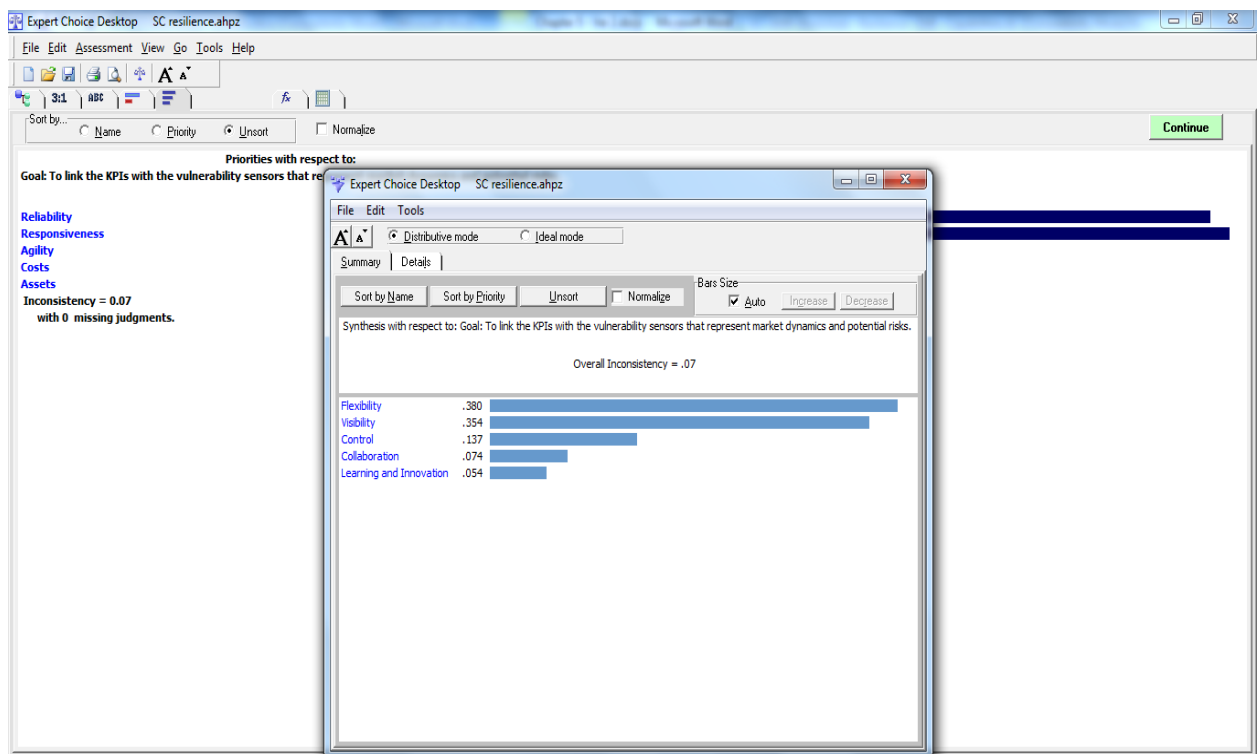 Expert Choice Desktop SC resilience.ahpz
File Edit Assessment View Go Tools Help
A A
3:1 ABC fx
Sort by...
Name Priority Unsort Normalize Continue
Priorities with respect to:
Goal: To link the KPIs with the vulnerability sensors that re
Reliability
Responsiveness
Agility
Costs
Assets
Inconsistency = 0.07
with 0 missing judgments.
Expert Choice Desktop SC resilience.ahpz
File Edit Tools
A A Distributive mode Ideal mode
Summary Details
Sort by Name Sort by Priority Unsort Normalize
Bars Size
Auto Increase Decrease
Synthesis with respect to: Goal: To link the KPIs with the vulnerability sensors that represent market dynamics and potential risks.
Overall Inconsistency = .07
Flexibility .380
Visibility .354
Control .137
Collaboration .074
Learning and Innovation .054